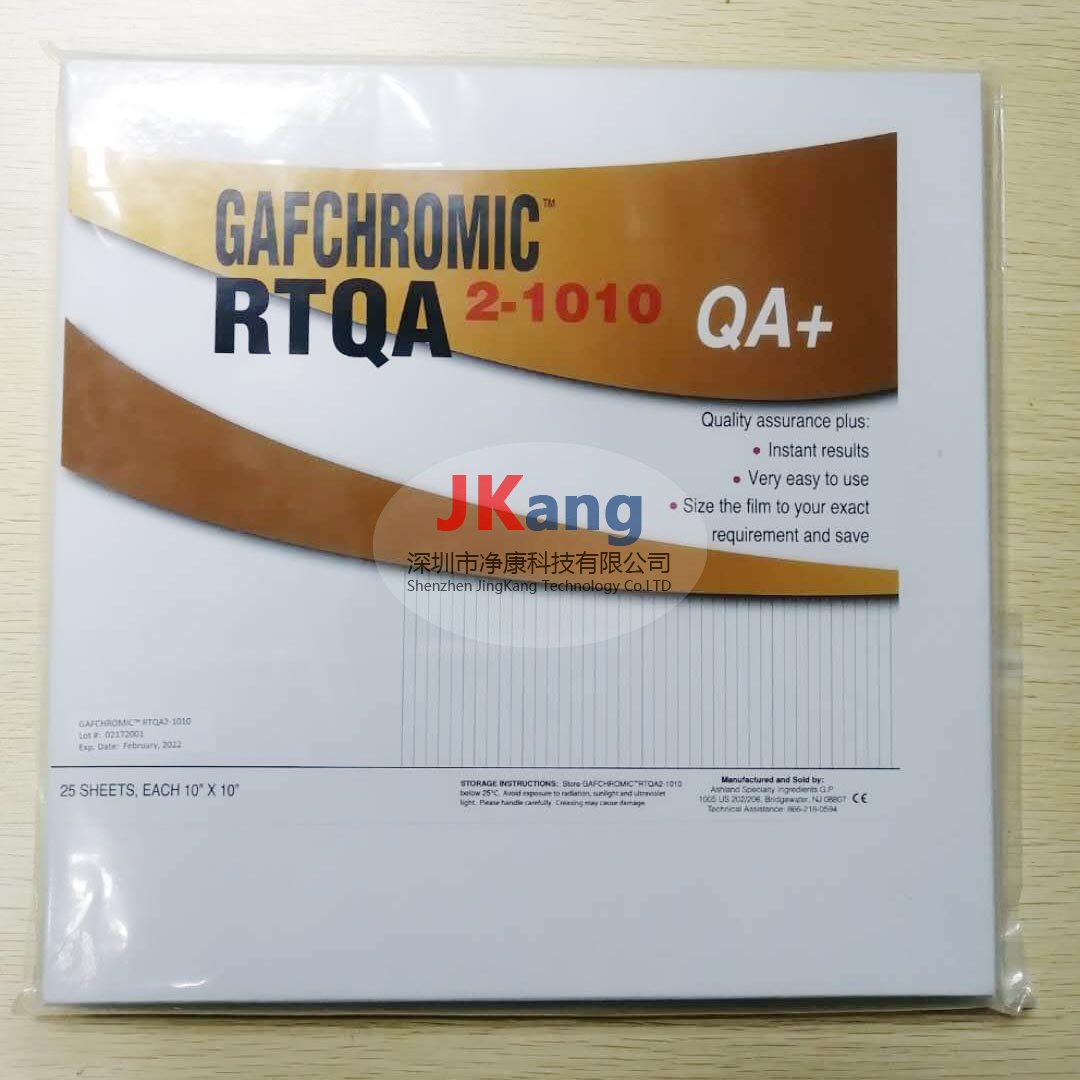 GAFCHROMIC™
RTQA 2-1010
QA+
Quality assurance plus:
• Instant results
• Very easy to use
• Size the film to your exact
requirement and save
JKang
深圳市净康科技有限公司
Shenzhen JingKang Technology Co.LTD
GAFCHROMIC™ RTQA2-1010
Lot #: 02172001
Exp. Date: February, 2022
25 SHEETS, EACH 10" X 10"
STORAGE INSTRUCTIONS: Store GAFCHROMIC™RTQA2-1010
below 25°C. Avoid exposure to radiation, sunlight and ultraviolet
light. Please handle carefully. Creasing may cause damage.
Manufactured and Sold by:
Ashland Specialty Ingredients G.P
1005 US 202/206, Bridgewater, NJ 08807 CE
Technical Assistance: 866-218-0594